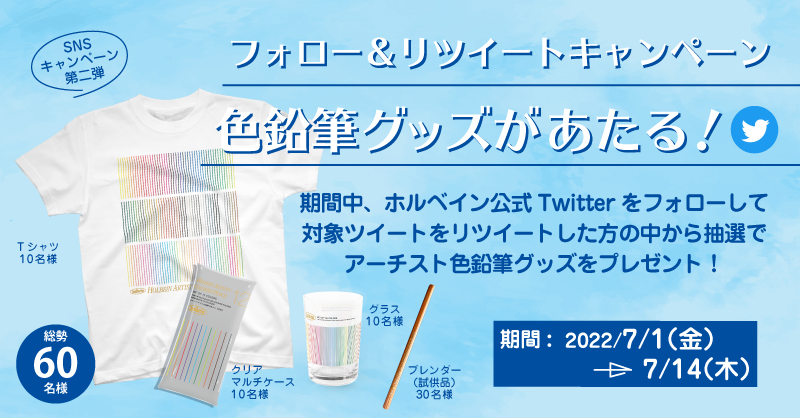 SNS
キャンペーン
第二弾
フォロー＆リツイートキャンペーン
色鉛筆グッズがあたる！
期間中、ホルベイン公式 Twitter をフォローして
対象ツイートをリツイートした方の中から抽選で
アーチスト色鉛筆グッズをプレゼント！
Tシャツ
10名様
HOLBEIN ARTIS
総勢
60
名様
クリア
マルチケース
10名様
グラス
10名様
ブレンダー
（試供品）
30名様
期間： 2022/7/1（金）
7/14（木）